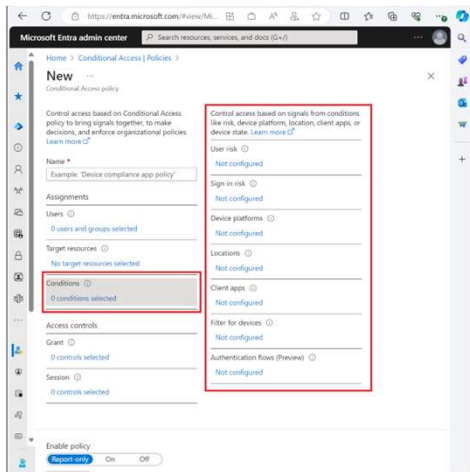 https://entra.microsoft.com/#view/Mi...
Microsoft Entra admin center
Search resources, services, and docs (G+/)
Home > Conditional Access | Policies >
New ...
Conditional Access policy
Control access based on Conditional Access
policy to bring signals together, to make
decisions, and enforce organizational policies.
Learn more
Name *
Example: 'Device compliance app policy'
Assignments
Users
0 users and groups selected
Target resources
No target resources selected
Conditions
0 conditions selected
Access controls
Grant
0 controls selected
Session
0 controls selected
Enable policy
Report-only On Off
Control access based on signals from conditions
like risk, device platform, location, client apps, or
device state. Learn more
User risk
Not configured
Sign-in risk
Not configured
Device platforms
Not configured
Locations
Not configured
Client apps
Not configured
Filter for devices
Not configured
Authentication flows (Preview)
Not configured